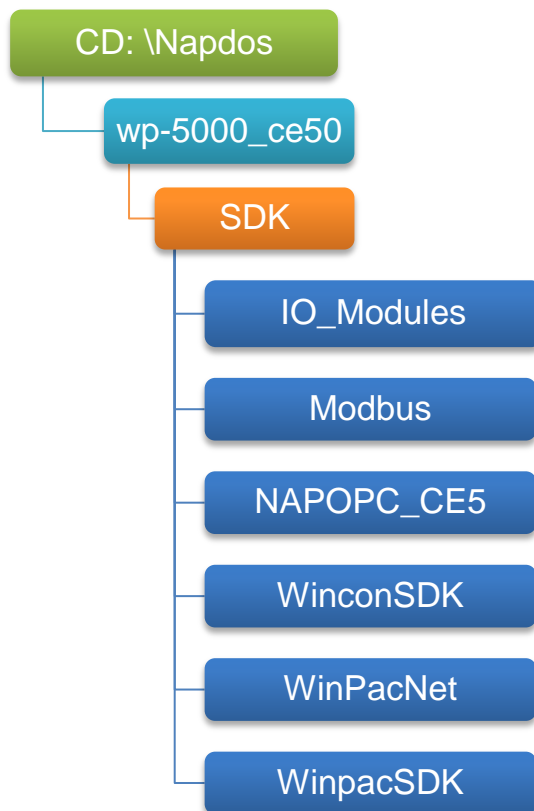 CD: \Napdos
wp-5000_ce50
SDK
IO_Modules
Modbus
NAPOPC_CE5
WinconSDK
WinPacNet
WinpacSDK